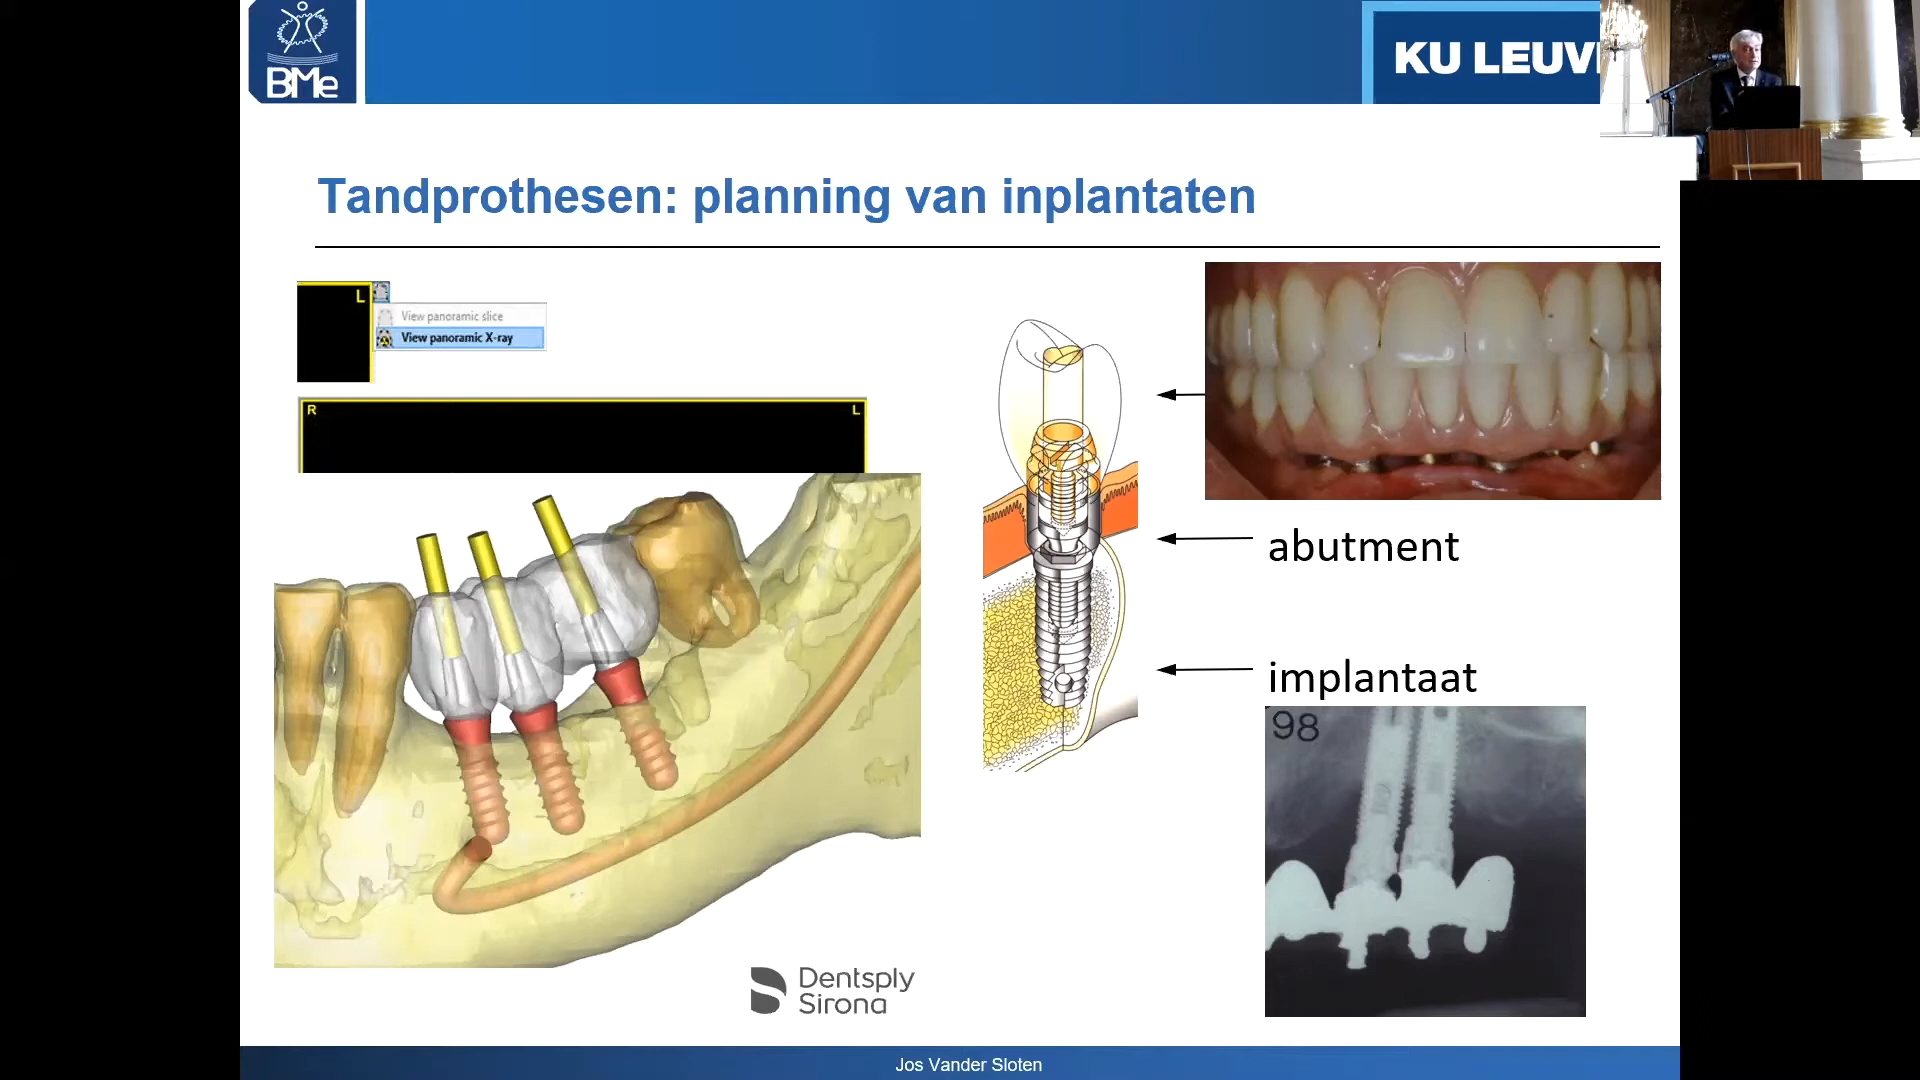 BMe
KU LEUV
Tandprothesen: planning van inplantaten
L
View panoramic slice
View panoramic X-ray
R
L
abutment
implantaat
98
Dentsply
Sirona
Jos Vander Sloten